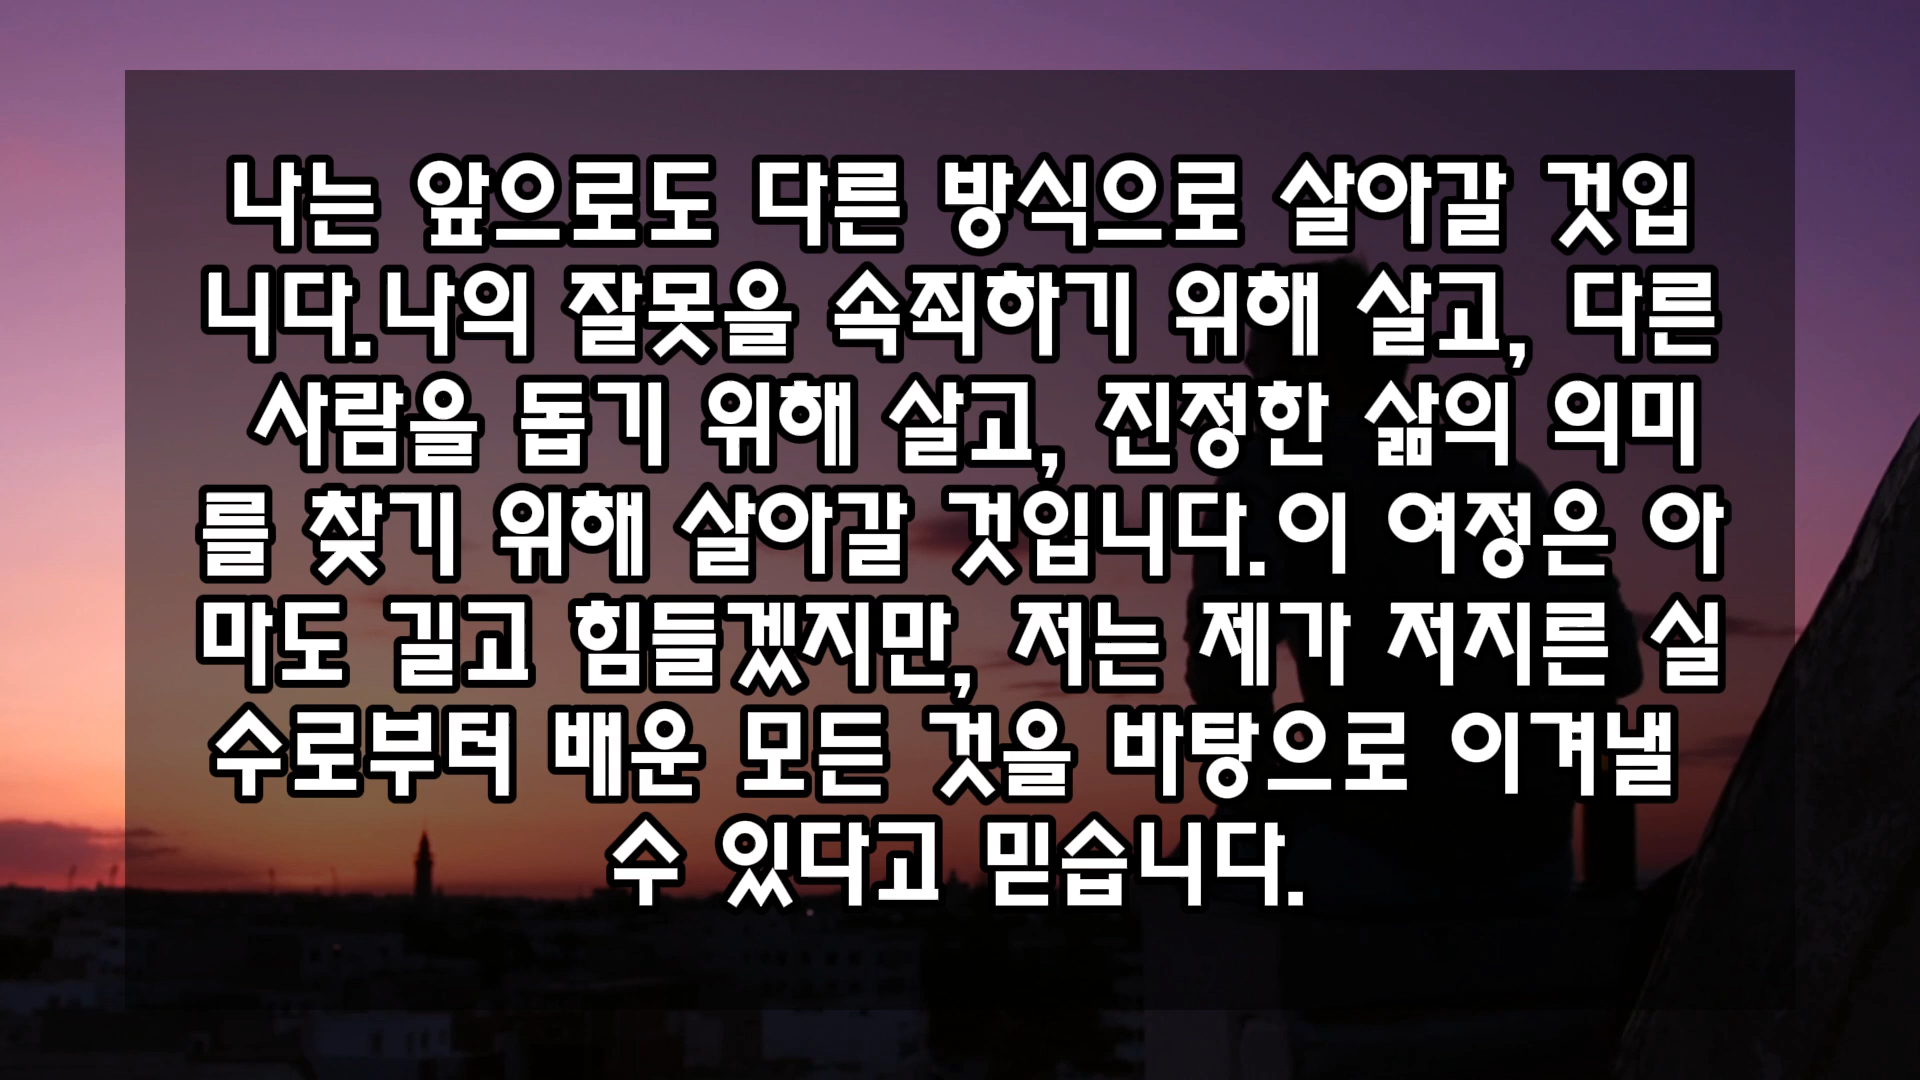 나는 앞으로도 다른 방식으로 살아갈 것입
니다.나의 잘못을 속죄하기 위해 살고, 다른
사람을 돕기 위해 살고, 진정한 삶의 의미
를 찾기 위해 살아갈 것입니다.이 여정은 아
마도 길고 힘들겠지만, 저는 제가 저지른 실
수로부터 배운 모든 것을 바탕으로 이겨낼
수 있다고 믿습니다.